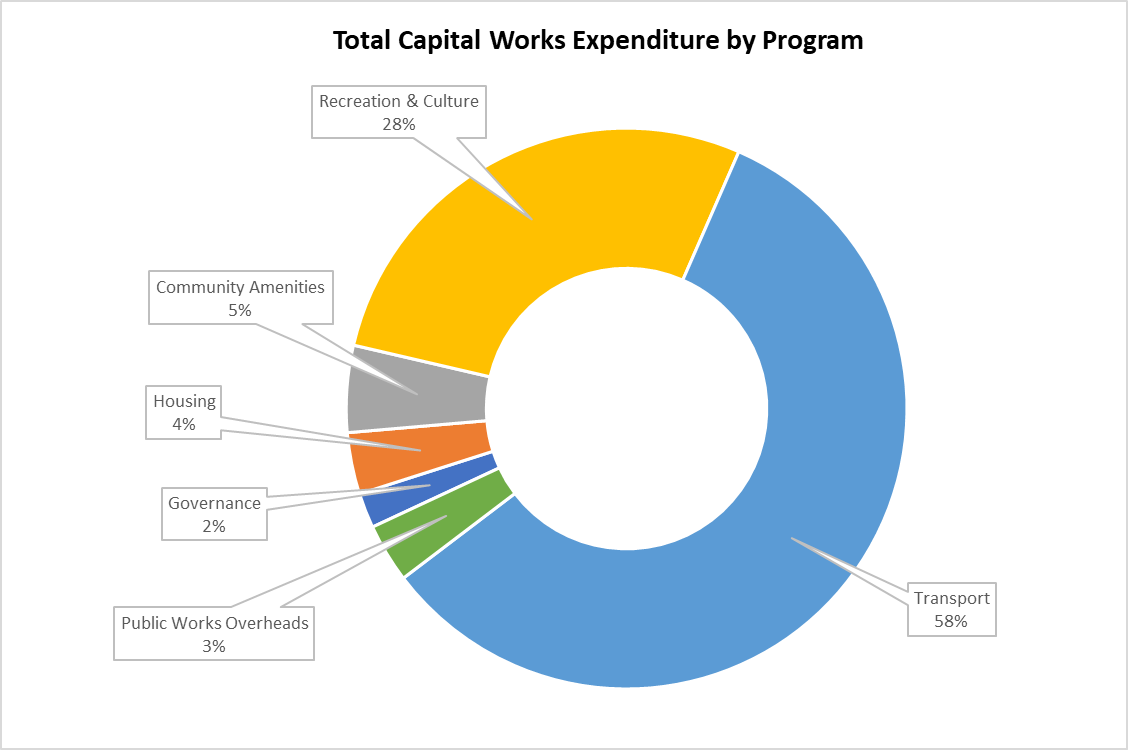 Total Capital Works Expenditure by Program
Recreation & Culture
28%
Community Amenities
5%
Housing
4%
Governance
2%
Public Works Overheads
3%
Transport
58%